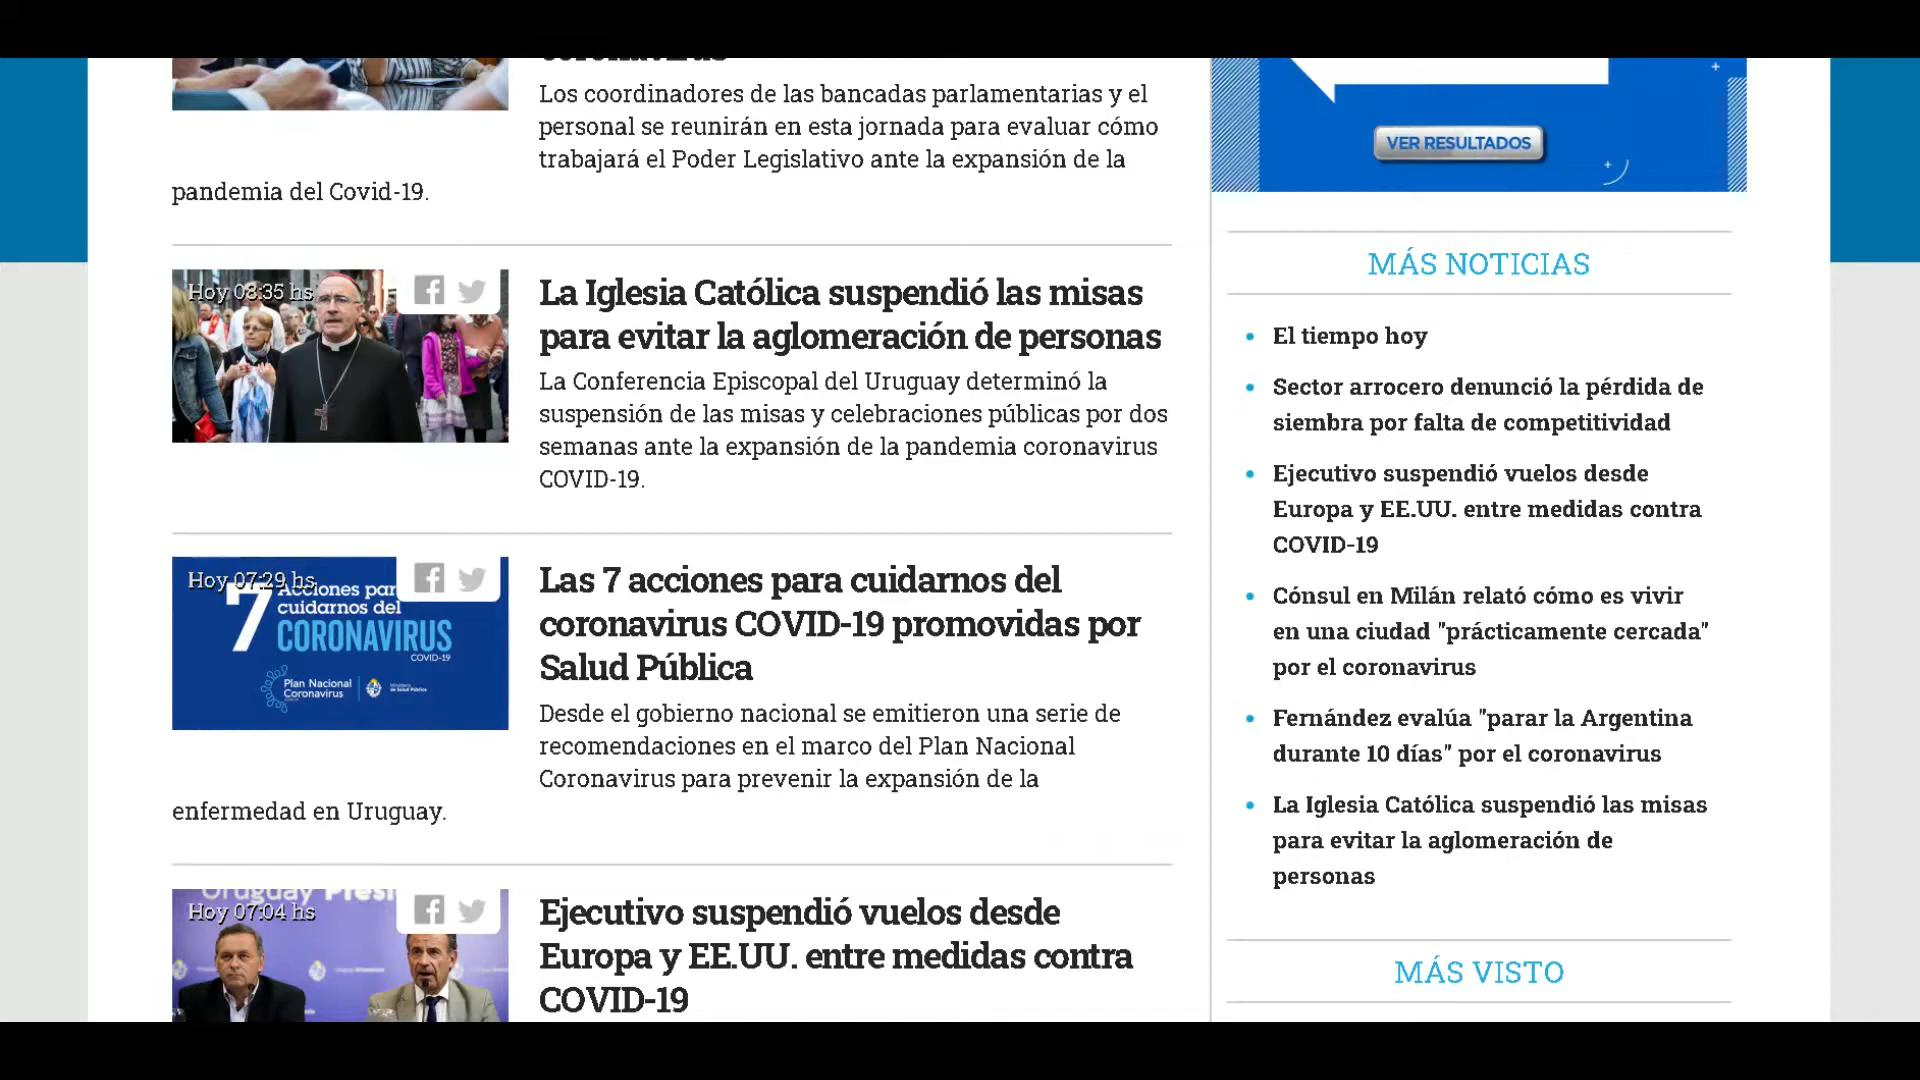 Los coordinadores de las bancadas parlamentarias y el
personal se reunirán en esta jornada para evaluar cómo
trabajará el Poder Legislativo ante la expansión de la
pandemia del Covid-19.
Hoy 08:35 hs
La Iglesia Católica suspendió las misas
para evitar la aglomeración de personas
La Conferencia Episcopal del Uruguay determinó la
suspensión de las misas y celebraciones públicas por dos
semanas ante la expansión de la pandemia coronavirus
COVID-19.
Hoy 07:29 hs
7 Acciones par
cuidarnos del
CORONAVIRUS
COVID-19
Plan Nacional
Coronavirus
Ministerio
de Salud Pública
Las 7 acciones para cuidarnos del
coronavirus COVID-19 promovidas por
Salud Pública
Desde el gobierno nacional se emitieron una serie de
recomendaciones en el marco del Plan Nacional
Coronavirus para prevenir la expansión de la
enfermedad en Uruguay.
Uruguay Presi
Hoy 07:04 hs
Ejecutivo suspendió vuelos desde
Europa y EE.UU. entre medidas contra
COVID-19
VER RESULTADOS
MÁS NOTICIAS
El tiempo hoy
Sector arrocero denunció la pérdida de
siembra por falta de competitividad
Ejecutivo suspendió vuelos desde
Europa y EE.UU. entre medidas contra
COVID-19
Cónsul en Milán relató cómo es vivir
en una ciudad "prácticamente cercada"
por el coronavirus
Fernández evalúa "parar la Argentina
durante 10 días" por el coronavirus
La Iglesia Católica suspendió las misas
para evitar la aglomeración de
personas
MÁS VISTO